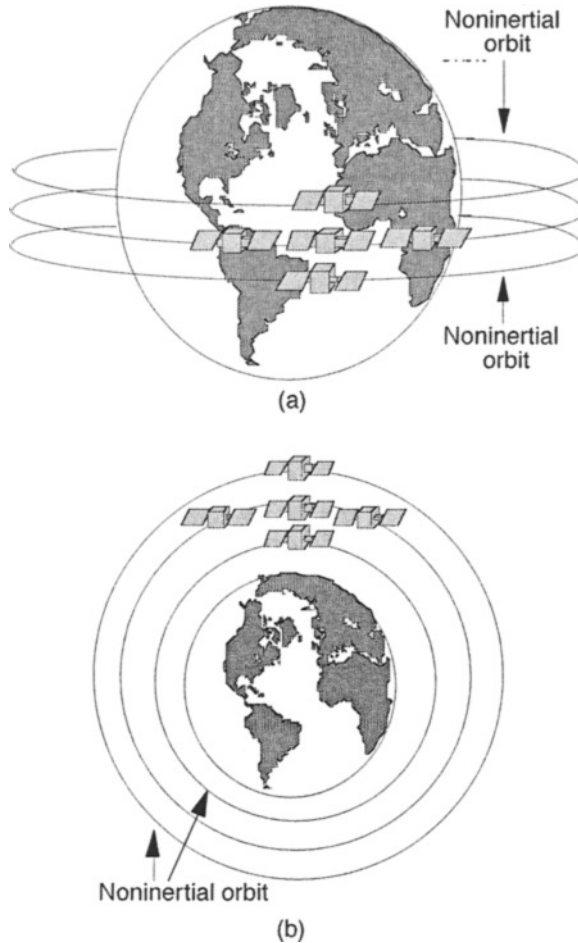 Noninertial
orbit
Noninertial
orbit
(a)
Noninertial orbit
(b)